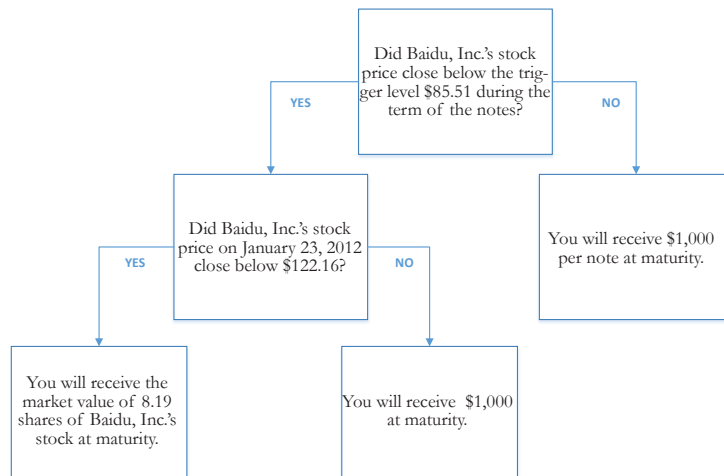 Did Baidu, Inc.'s stock
price close below the trig-
ger level $85.51 during the
term of the notes?
YES
NO
Did Baidu, Inc.'s stock
price on January 23, 2012
close below $122.16?
You will receive $1,000
per note at maturity.
YES
NO
You will receive the
market value of 8.19
shares of Baidu, Inc.'s
stock at maturity.
You will receive $1,000
at maturity.